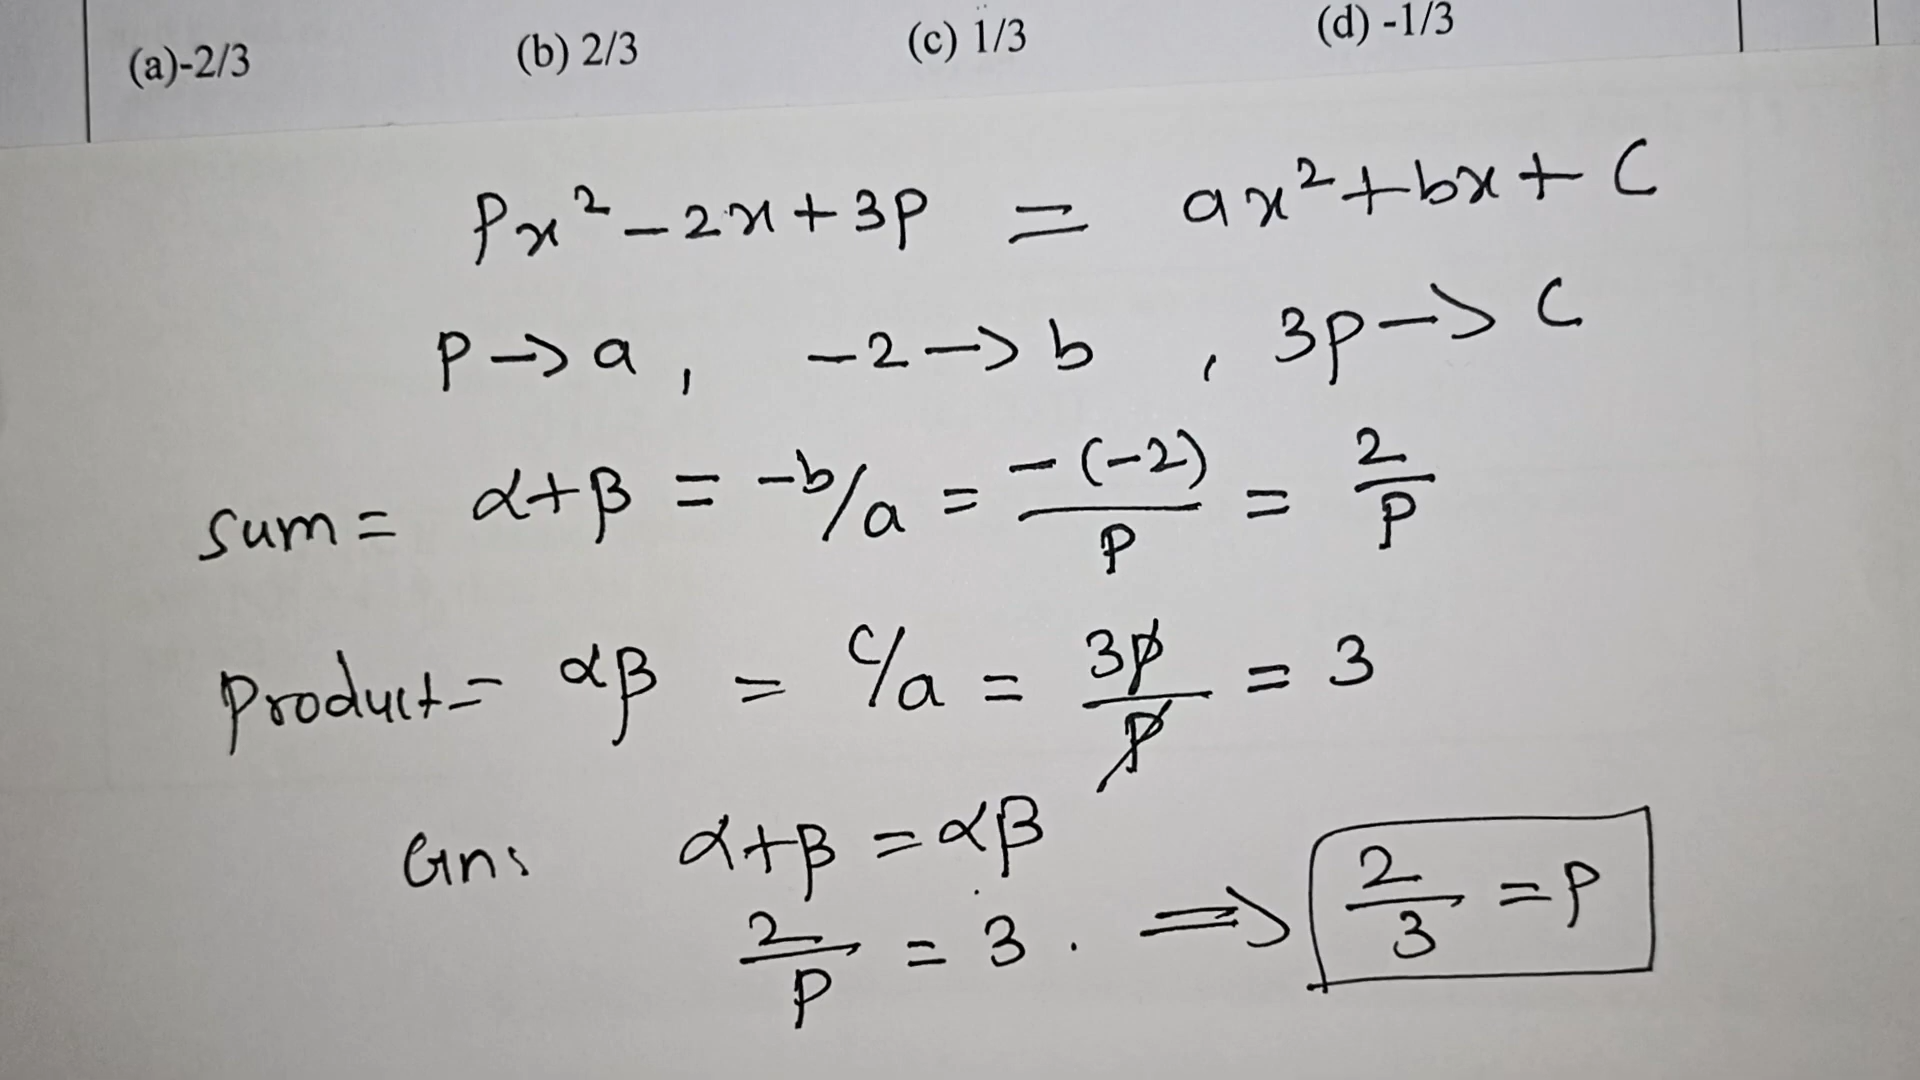 (a)-2/3 (b) 2/3 (c) 1/3 (d) -1/3
Px² - 2x + 3p = ax² + bx + C
P → a, -2 → b, 3p → C
Sum = α+β = -b/a = -(-2)/P = 2/P
Product = αβ = c/a = 3p/p = 3
Gn: α+β = αβ
2/P = 3. ⟹ 2/3 = P